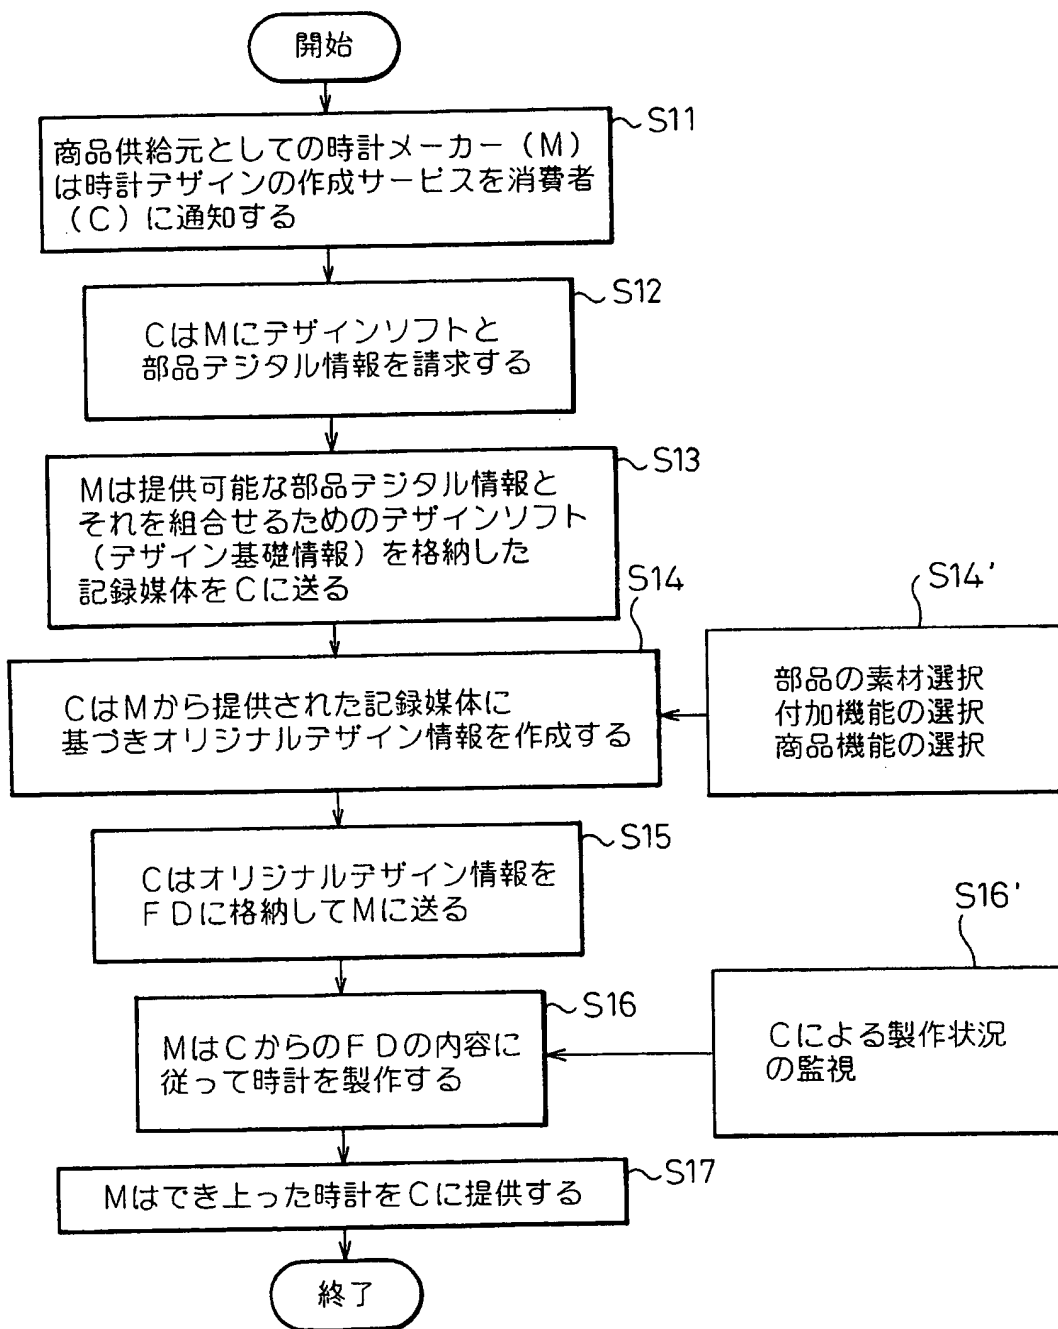 開始
S11
商品供給元としての時計メーカー（M）
は時計デザインの作成サービスを消費者
（C）に通知する
S12
CはMにデザインソフトと
部品デジタル情報を請求する
S13
Mは提供可能な部品デジタル情報と
それを組合せるためのデザインソフト
（デザイン基礎情報）を格納した
記録媒体をCに送る
S14
CはMから提供された記録媒体に
基づきオリジナルデザイン情報を作成する
S14'
部品の素材選択
付加機能の選択
商品機能の選択
S15
Cはオリジナルデザイン情報を
FDに格納してMに送る
S16
MはCからのFDの内容に
従って時計を製作する
S16'
Cによる製作状況
の監視
S17
Mはでき上った時計をCに提供する
終了